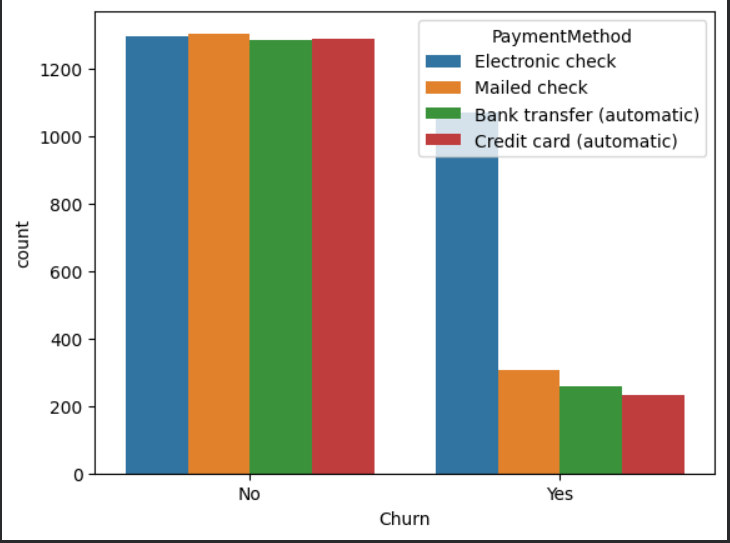 PaymentMethod
Electronic check
Mailed check
Bank transfer (automatic)
Credit card (automatic)
1200
1000
800
600
400
200
0
count
No
Yes
Churn